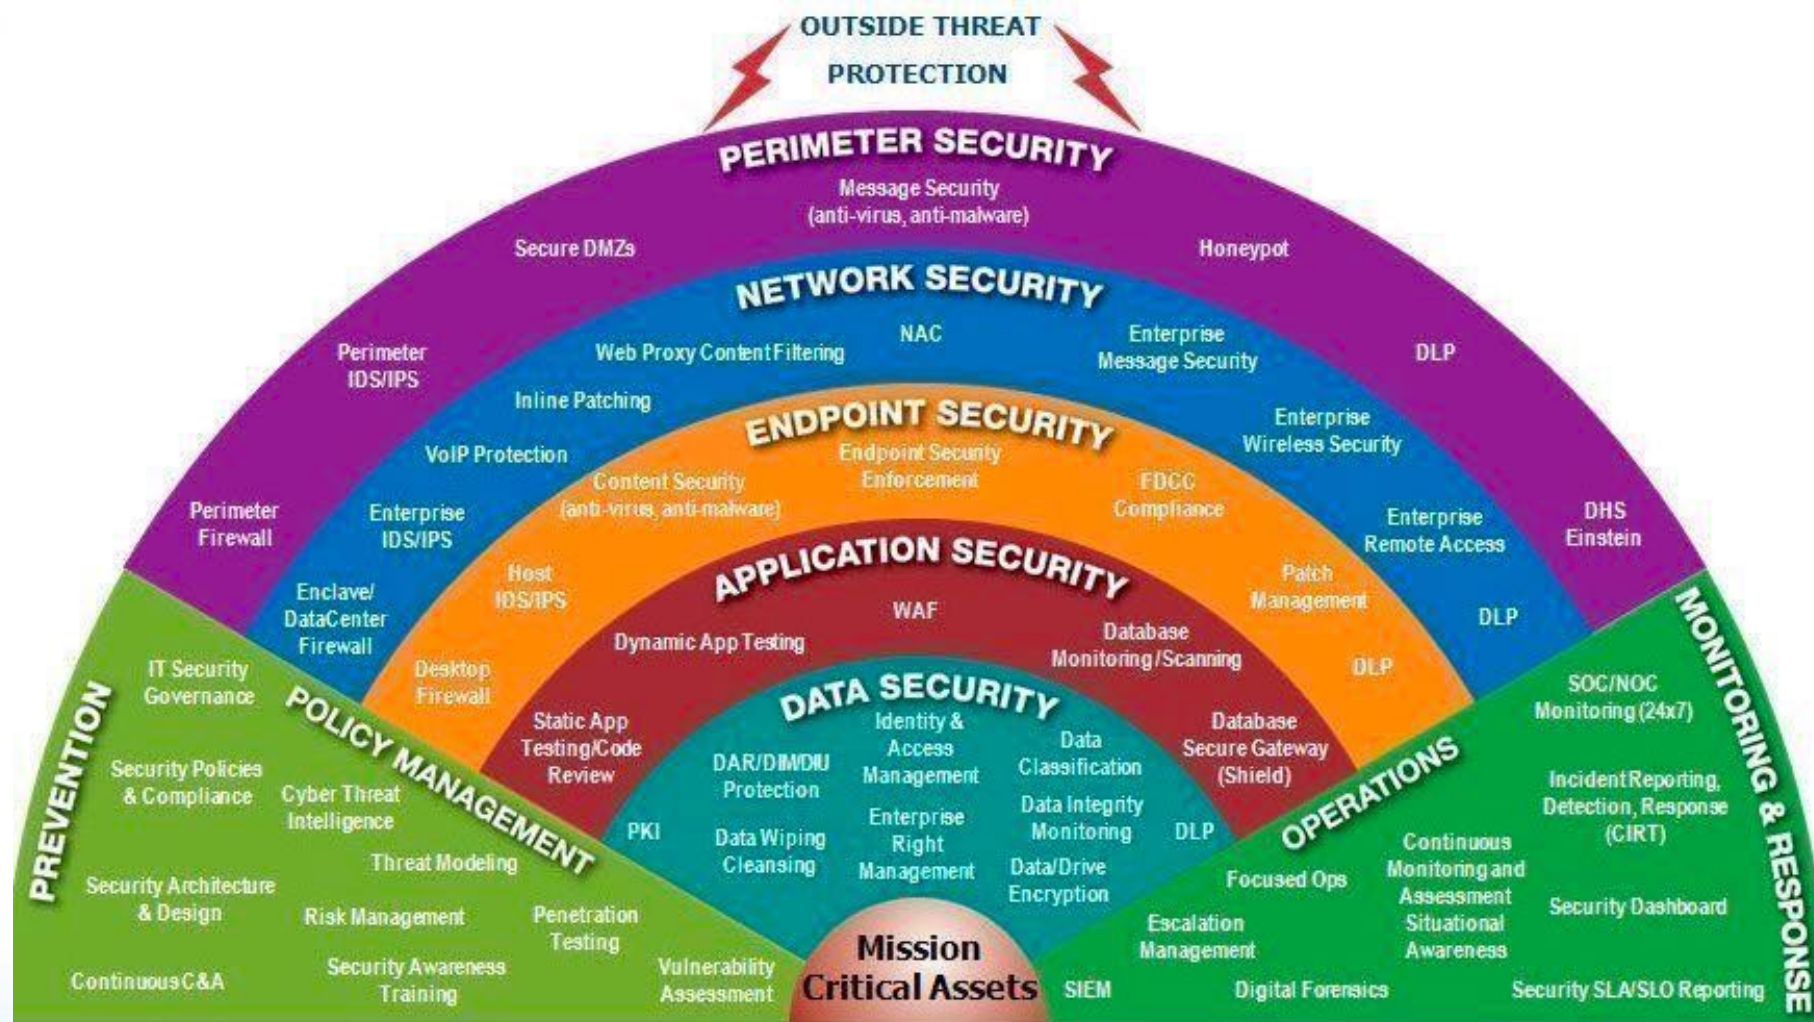 OUTSIDE THREAT
PROTECTION
PERIMETER SECURITY
Message Security
(anti-virus, anti-malware)
Secure DMZs
Honeypot
Perimeter
IDS/IPS
DLP
Perimeter
Firewall
DHS
Einstein
NETWORK SECURITY
NAC
Web Proxy Content Filtering
Enterprise
Message Security
Inline Patching
Enterprise
Wireless Security
VoIP Protection
Enterprise
IDS/IPS
Enterprise
Remote Access
Enclave/
DataCenter
Firewall
DLP
ENDPOINT SECURITY
Endpoint Security
Enforcement
Content Security
(anti-virus, anti-malware)
FDCC
Compliance
Host
IDS/IPS
Patch
Management
Desktop
Firewall
DLP
APPLICATION SECURITY
WAF
Dynamic App Testing
Database
Monitoring/Scanning
Static App
Testing/Code
Review
Database
Secure Gateway
(Shield)
DATA SECURITY
Identity &
Access
Management
DAR/DIM/DIU
Protection
Data
Classification
PKI
Data Wiping
Cleansing
Enterprise
Right
Management
Data Integrity
Monitoring
DLP
Data/Drive
Encryption
Mission
Critical Assets
PREVENTION
POLICY MANAGEMENT
IT Security
Governance
Security Policies
& Compliance
Cyber Threat
Intelligence
Threat Modeling
Security Architecture
& Design
Risk Management
Penetration
Testing
Continuous C&A
Security Awareness
Training
Vulnerability
Assessment
MONITORING & RESPONSE
OPERATIONS
SOC/NOC
Monitoring (24x7)
Incident Reporting,
Detection, Response
(CIRT)
Continuous
Monitoring and
Assessment
Situational
Awareness
Focused Ops
Security Dashboard
Escalation
Management
SIEM
Digital Forensics
Security SLA/SLO Reporting